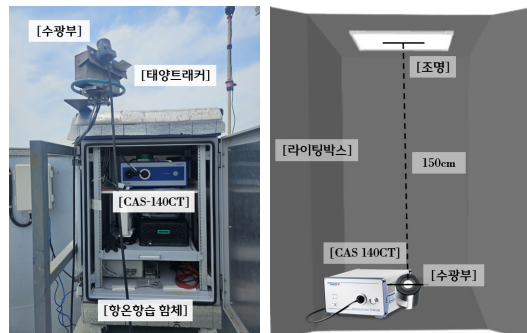 [수광부]
[태양트래커]
[CAS-140CT]
[항온항습 함체]
[조명]
[라이팅박스]
150cm
[CAS 140CT]
[수광부]